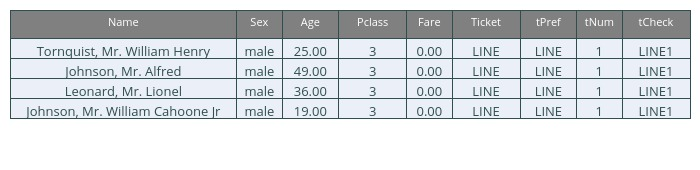 Name Sex Age Pclass Fare Ticket tPref tNum tCheck
Tornquist, Mr. William Henry male 25.00 3 0.00 LINE LINE 1 LINE1
Johnson, Mr. Alfred male 49.00 3 0.00 LINE LINE 1 LINE1
Leonard, Mr. Lionel male 36.00 3 0.00 LINE LINE 1 LINE1
Johnson, Mr. William Cahoone Jr male 19.00 3 0.00 LINE LINE 1 LINE1